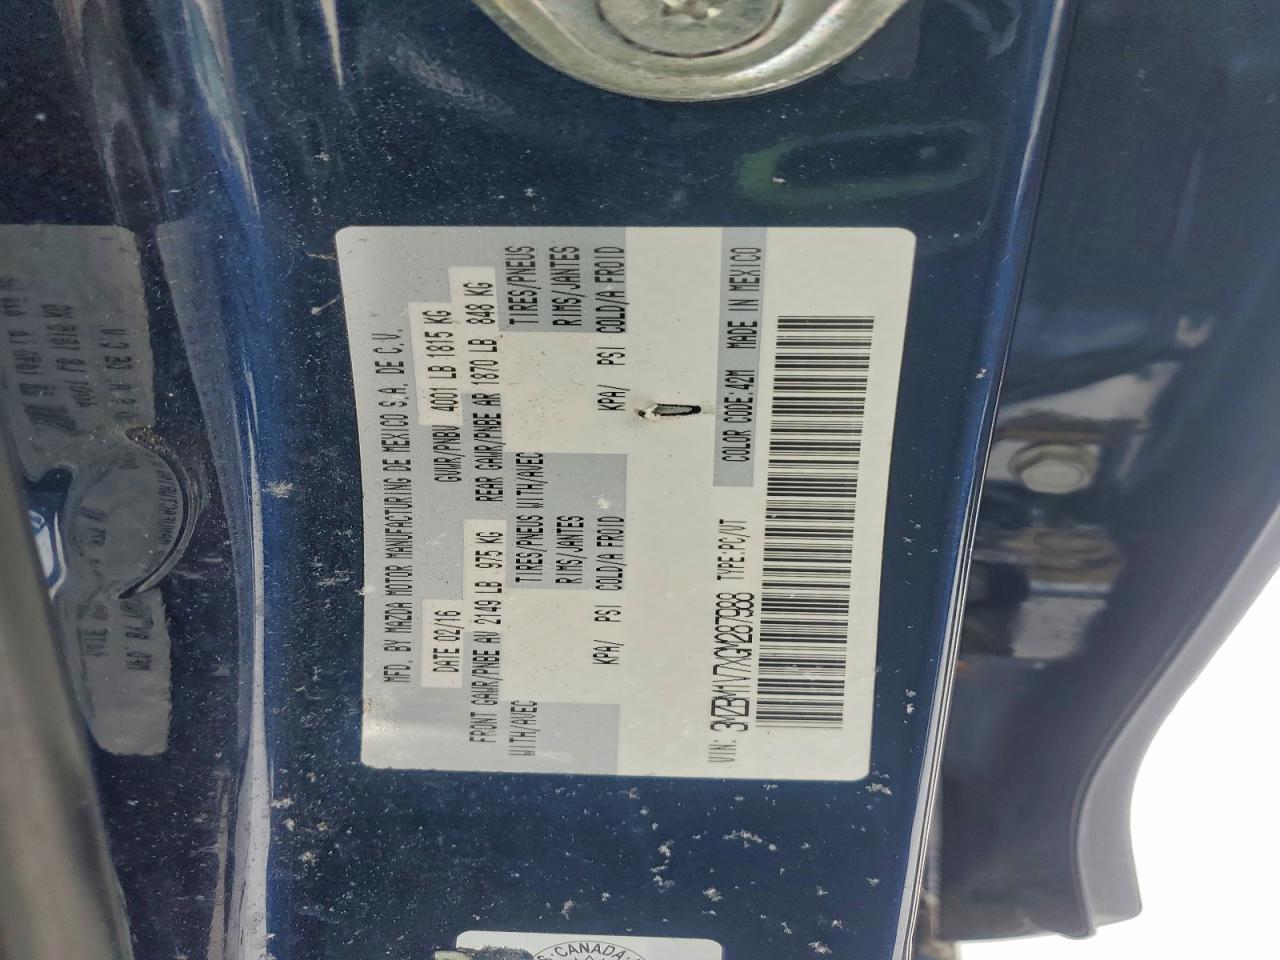 MFD. BY MAZDA MOTOR MANUFACTURING DE MEXICO S.A. DE C.V.
DATE 02/16 GVWR/PNBV 4001 LB 1815 KG
FRONT GAWR/PNBE AV 2149 LB 975 KG REAR GAWR/PNBE AR 1870 LB 848 KG
WITH/AVEC TIRES/PNEUS WITH/AVEC TIRES/PNEUS
RIMS/JANTES RIMS/JANTES
KPA/ PSI COLD/A FROID KPA/ PSI COLD/A FROID
VIN: 3MZBM1V7XGM287988 TYPE:PC/VT COLOR CODE:42M MADE IN MEXICO
CANADA